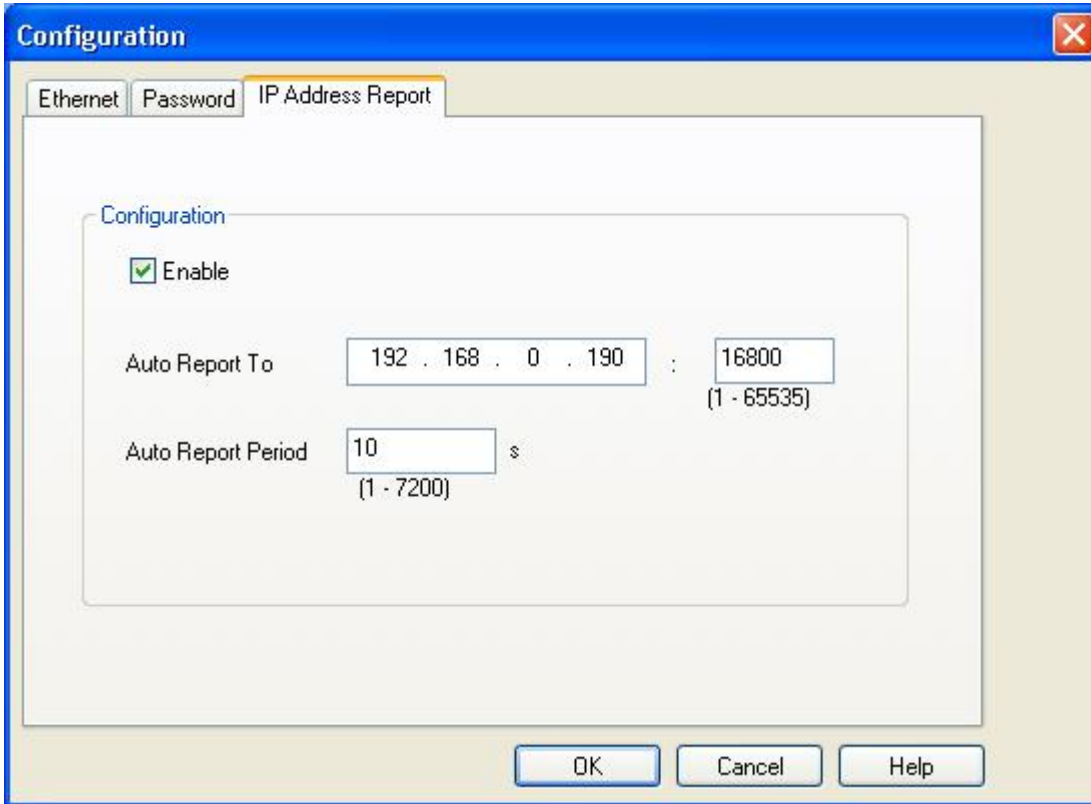 Configuration
Ethernet Password IP Address Report
Configuration
Enable
Auto Report To 192 . 168 . 0 . 190 : 16800
(1 - 65535)
Auto Report Period 10 s
(1 - 7200)
OK Cancel Help